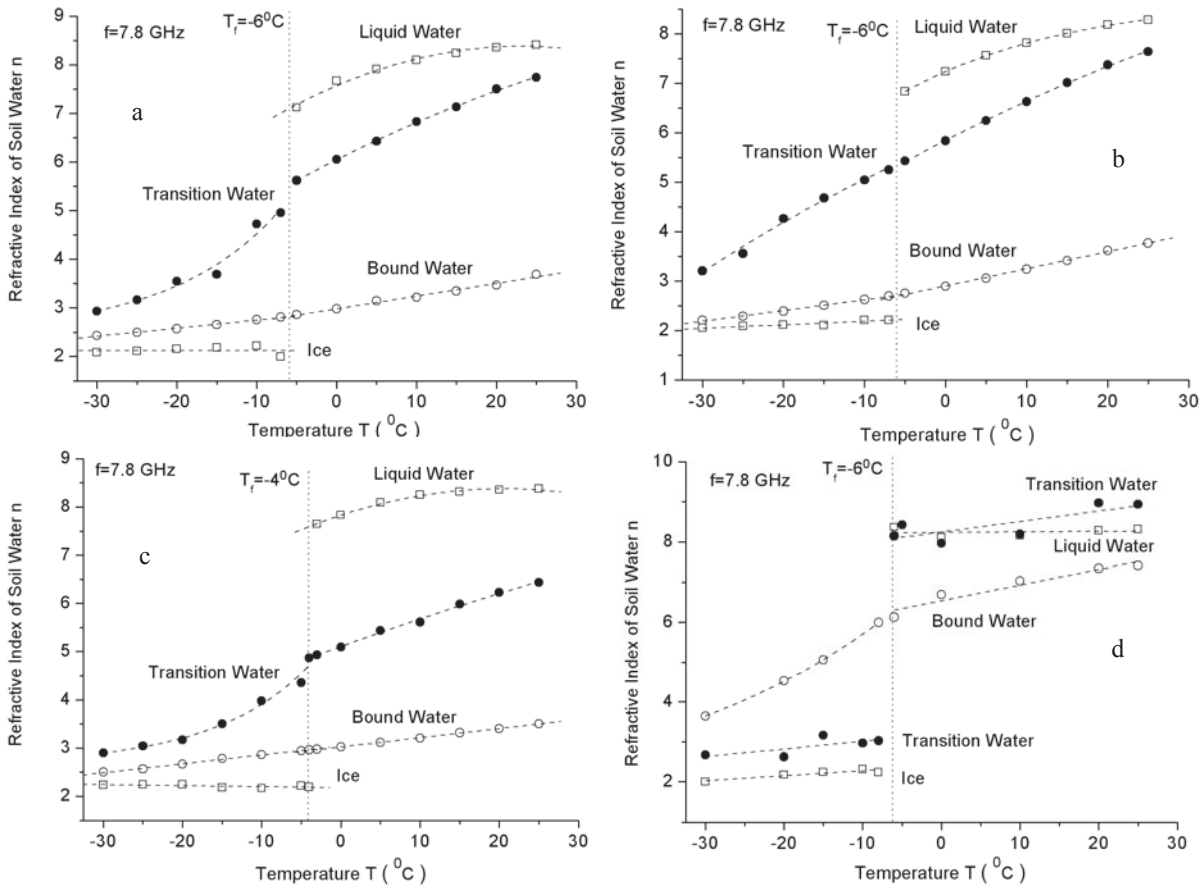 f=7.8 GHz
T_f=-6⁰C
Liquid Water
a
Transition Water
Bound Water
Ice
Refractive Index of Soil Water n
9
8
7
6
5
4
3
2
-30 -20 -10 0 10 20 30
Temperature T ( ⁰C )
f=7.8 GHz
T_f=-6⁰C
Liquid Water
Transition Water
b
Bound Water
Ice
Refractive Index of Soil Water n
8
7
6
5
4
3
2
1
-30 -20 -10 0 10 20 30
Temperature T ( ⁰C )
f=7.8 GHz
T_f=-4⁰C
Liquid Water
c
Transition Water
Bound Water
Ice
Refractive Index of Soil Water n
9
8
7
6
5
4
3
2
-30 -20 -10 0 10 20 30
Temperature T ( ⁰C )
f=7.8 GHz
T_f=-6⁰C
Transition Water
Liquid Water
Bound Water
d
Transition Water
Ice
Refractive Index of Soil Water n
10
8
6
4
2
0
-30 -20 -10 0 10 20 30
Temperature T ( ⁰C )